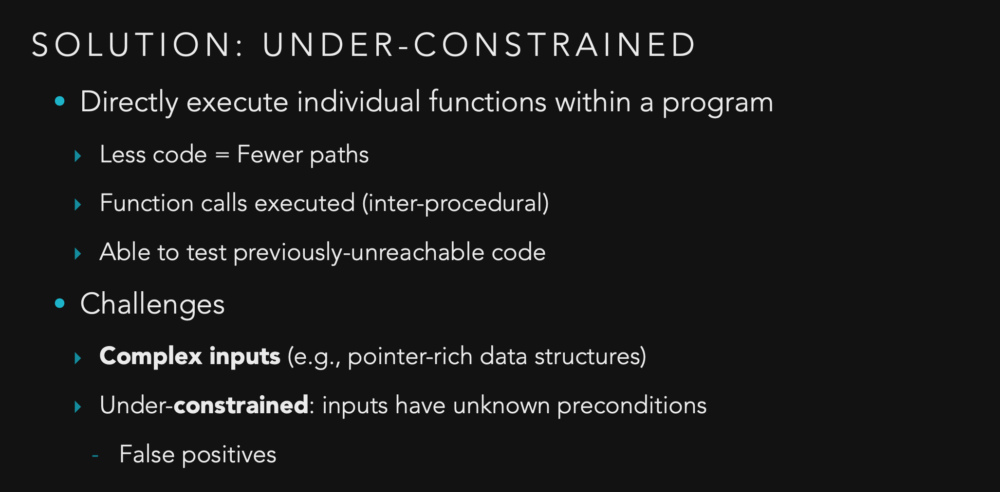 SOLUTION: UNDER-CONSTRAINED
• Directly execute individual functions within a program
‣ Less code = Fewer paths
‣ Function calls executed (inter-procedural)
‣ Able to test previously-unreachable code
• Challenges
‣ Complex inputs (e.g., pointer-rich data structures)
‣ Under-constrained: inputs have unknown preconditions
- False positives